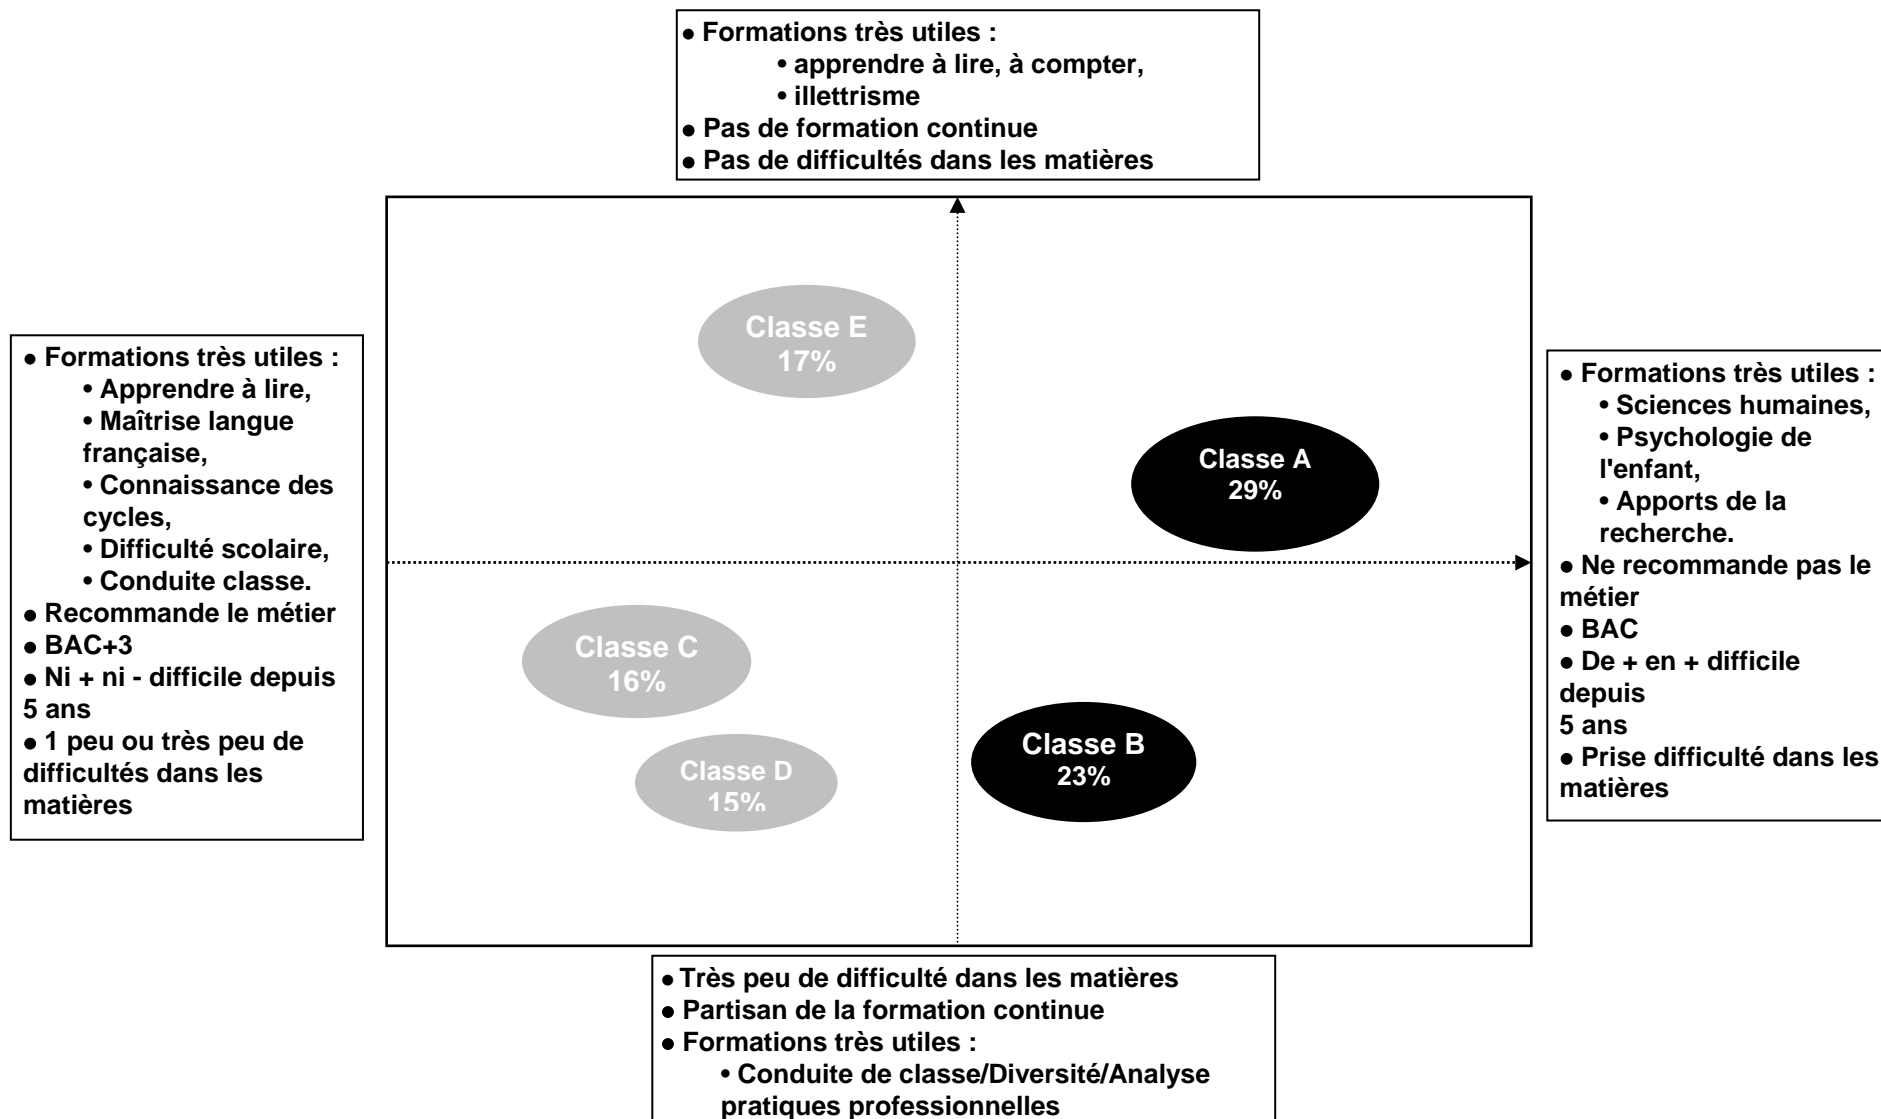 ● Formations très utiles :
• apprendre à lire, à compter,
• illettrisme
● Pas de formation continue
● Pas de difficultés dans les matières
Classe E
17%
Classe A
29%
● Formations très utiles :
• Apprendre à lire,
• Maîtrise langue
française,
• Connaissance des
cycles,
• Difficulté scolaire,
• Conduite classe.
● Recommande le métier
● BAC+3
● Ni + ni - difficile depuis
5 ans
● 1 peu ou très peu de
difficultés dans les
matières
● Formations très utiles :
• Sciences humaines,
• Psychologie de
l'enfant,
• Apports de la
recherche.
● Ne recommande pas le
métier
● BAC
● De + en + difficile
depuis
5 ans
● Prise difficulté dans les
matières
Classe C
16%
Classe B
23%
Classe D
15%
● Très peu de difficulté dans les matières
● Partisan de la formation continue
● Formations très utiles :
• Conduite de classe/Diversité/Analyse
pratiques professionnelles